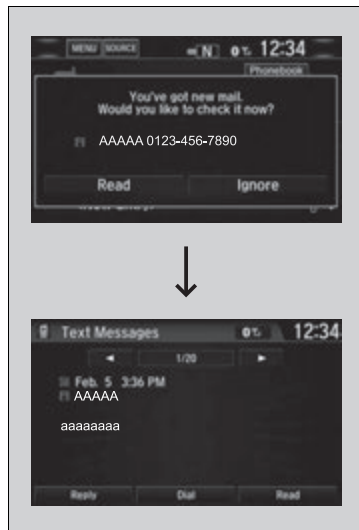 MENU SOURCE N 12:34
Phonebook
You've got new mail.
Would you like to check it now?
AAAAA 0123-456-7890
Read Ignore
Text Messages 12:34
1/20
Feb. 5 3:36 PM
AAAAA
aaaaaaaa
Reply Dial Read